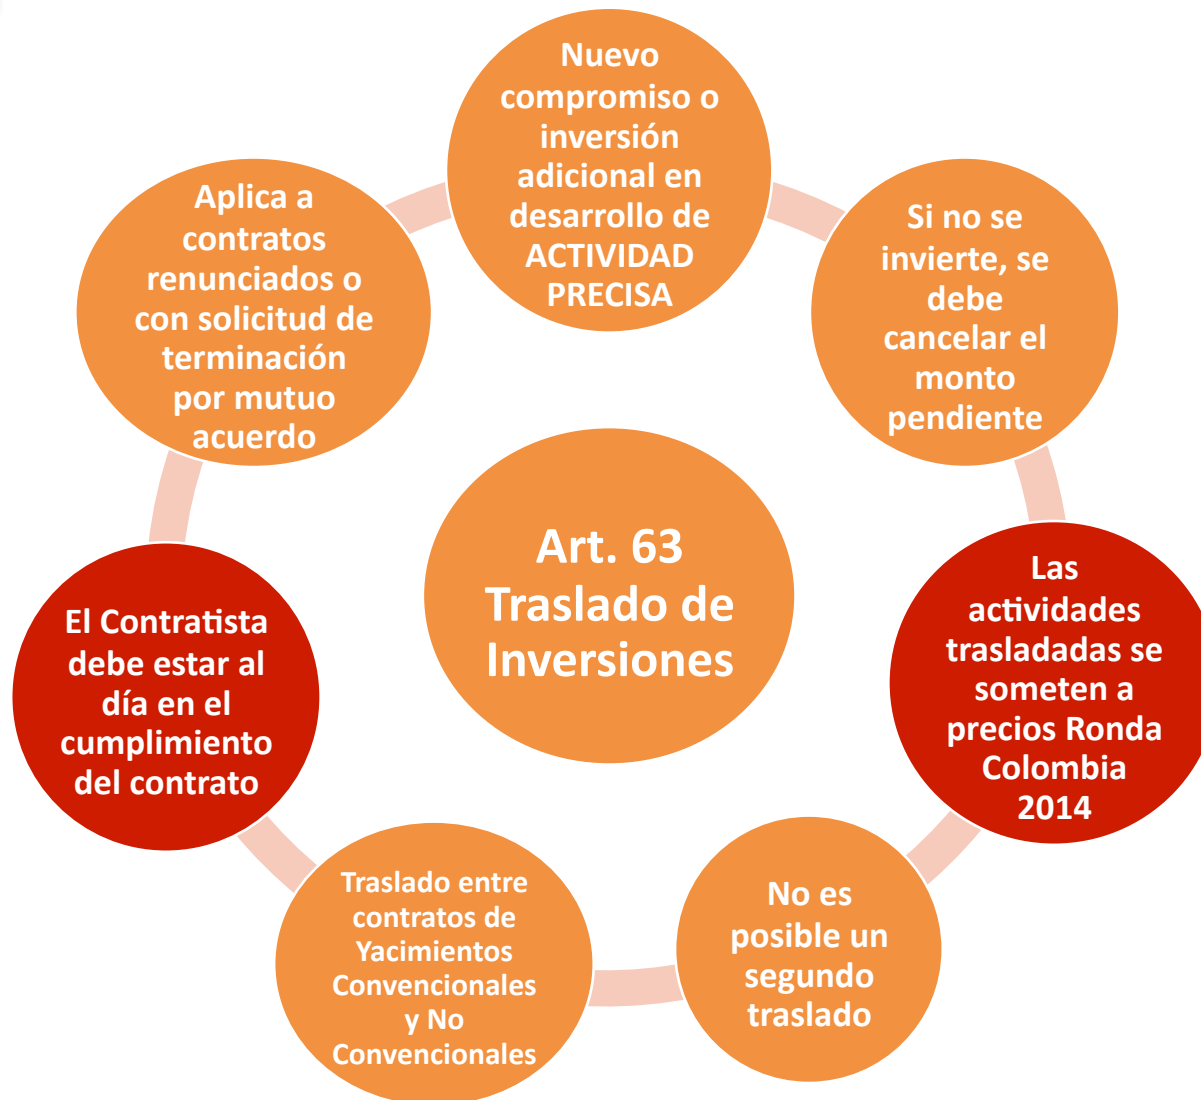 Nuevo
compromiso o
inversión
adicional en
desarrollo de
ACTIVIDAD
PRECISA
Si no se
invierte, se
debe
cancelar el
monto
pendiente
Las
actividades
trasladadas se
someten a
precios Ronda
Colombia
2014
No es
posible un
segundo
traslado
Traslado entre
contratos de
Yacimientos
Convencionales
y No
Convencionales
El Contratista
debe estar al
día en el
cumplimiento
del contrato
Aplica a
contratos
renunciados o
con solicitud de
terminación
por mutuo
acuerdo
Art. 63
Traslado de
Inversiones